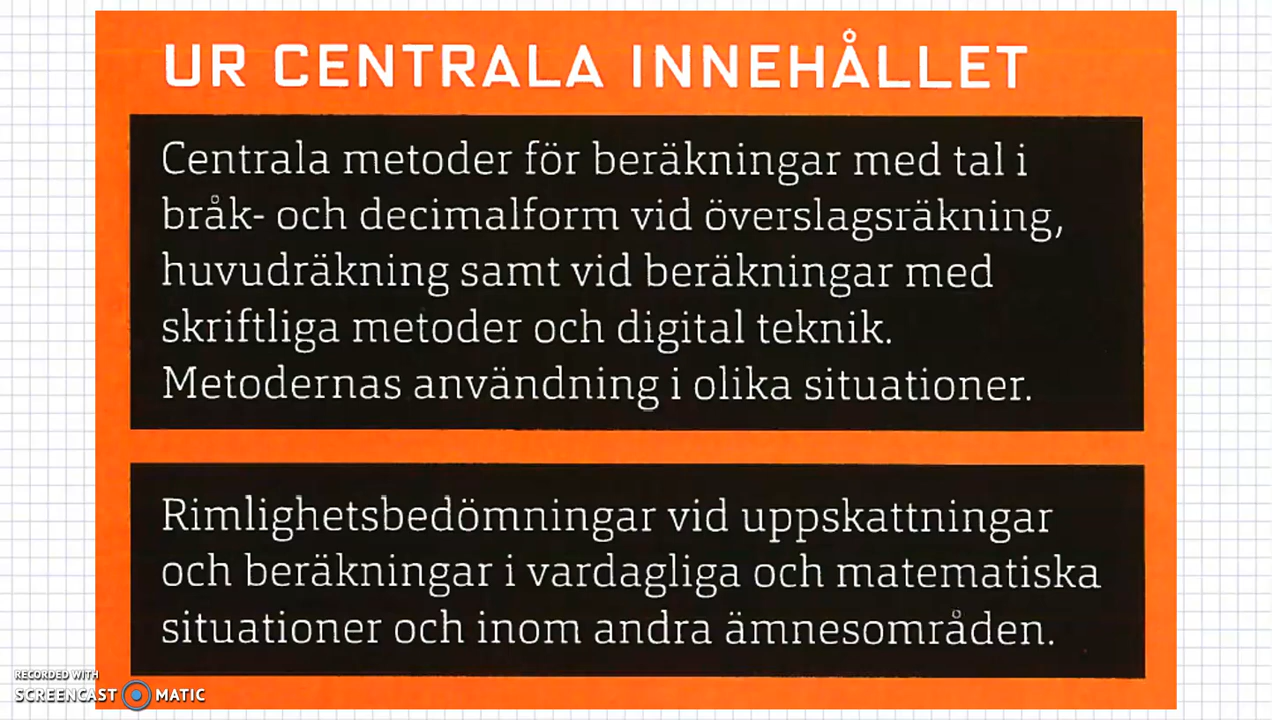 UR CENTRALA INNEHÅLLET
Centrala metoder för beräkningar med tal i
bråk- och decimalform vid överslagsräkning,
huvudräkning samt vid beräkningar med
skriftliga metoder och digital teknik.
Metodernas användning i olika situationer.
Rimlighetsbedömningar vid uppskattningar
och beräkningar i vardagliga och matematiska
situationer och inom andra ämnesområden.
RECORDED WITH
SCREENCAST MATIC